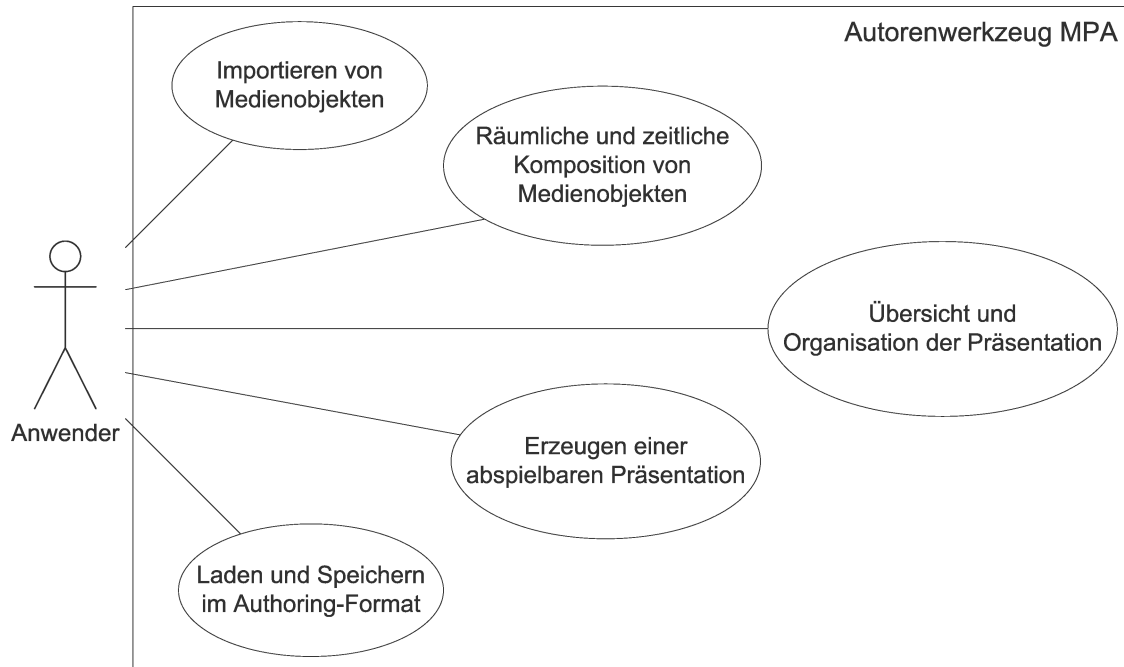 Autorenwerkzeug MPA
Importieren von
Medienobjekten
Räumliche und zeitliche
Komposition von
Medienobjekten
Übersicht und
Organisation der Präsentation
Anwender
Erzeugen einer
abspielbaren Präsentation
Laden und Speichern
im Authoring-Format